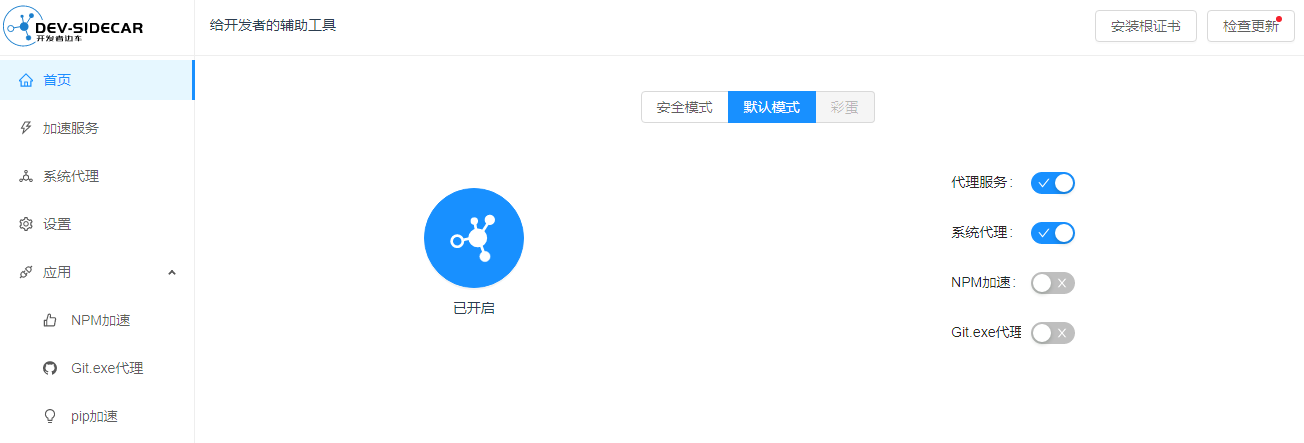 DEV-SIDECAR
开发者边车
给开发者的辅助工具
安装根证书
检查更新
首页
加速服务
系统代理
设置
应用
NPM加速
Git.exe代理
pip加速
安全模式
默认模式
彩蛋
已开启
代理服务：
系统代理：
NPM加速：
Git.exe代理